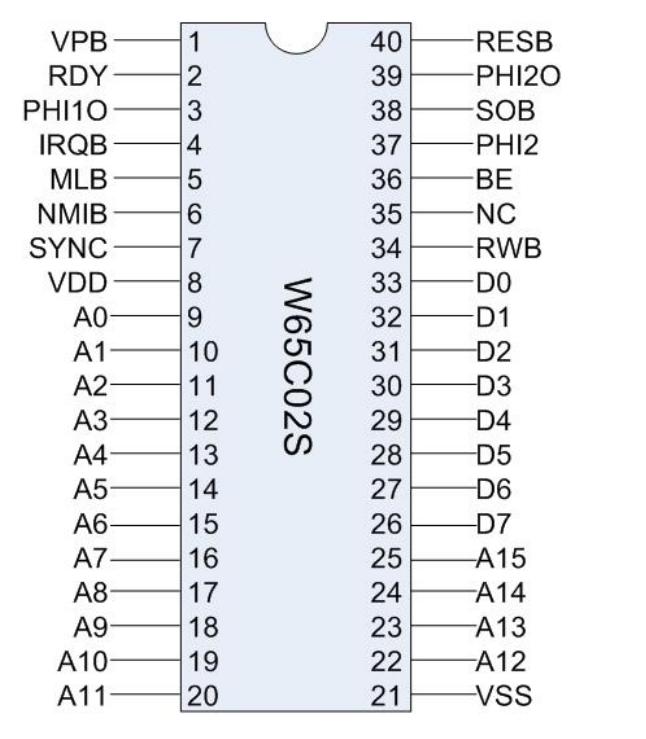 VPB 1 40 RESB
RDY 2 39 PHI2O
PHI1O 3 38 SOB
IRQB 4 37 PHI2
MLB 5 36 BE
NMIB 6 35 NC
SYNC 7 34 RWB
VDD 8 33 D0
A0 9 32 D1
A1 10 31 D2
A2 11 30 D3
A3 12 29 D4
A4 13 28 D5
A5 14 27 D6
A6 15 26 D7
A7 16 25 A15
A8 17 24 A14
A9 18 23 A13
A10 19 22 A12
A11 20 21 VSS
W65C02S